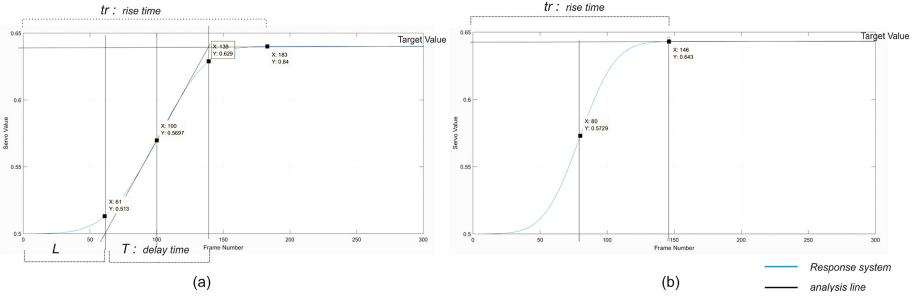 tr : rise time
0.65
0.6
0.55
0.5
Servo Value
Target Value
X: 139
Y: 0.629
X: 183
Y: 0.64
X: 100
Y: 0.5697
X: 61
Y: 0.513
0
50
100
150
200
250
300
Frame Number
L
T : delay time
(a)
tr : rise time
0.65
0.6
0.55
0.5
Servo Value
Target Value
X: 146
Y: 0.643
X: 80
Y: 0.5729
0
50
100
150
200
250
300
Frame Number
(b)
Response system
analysis line